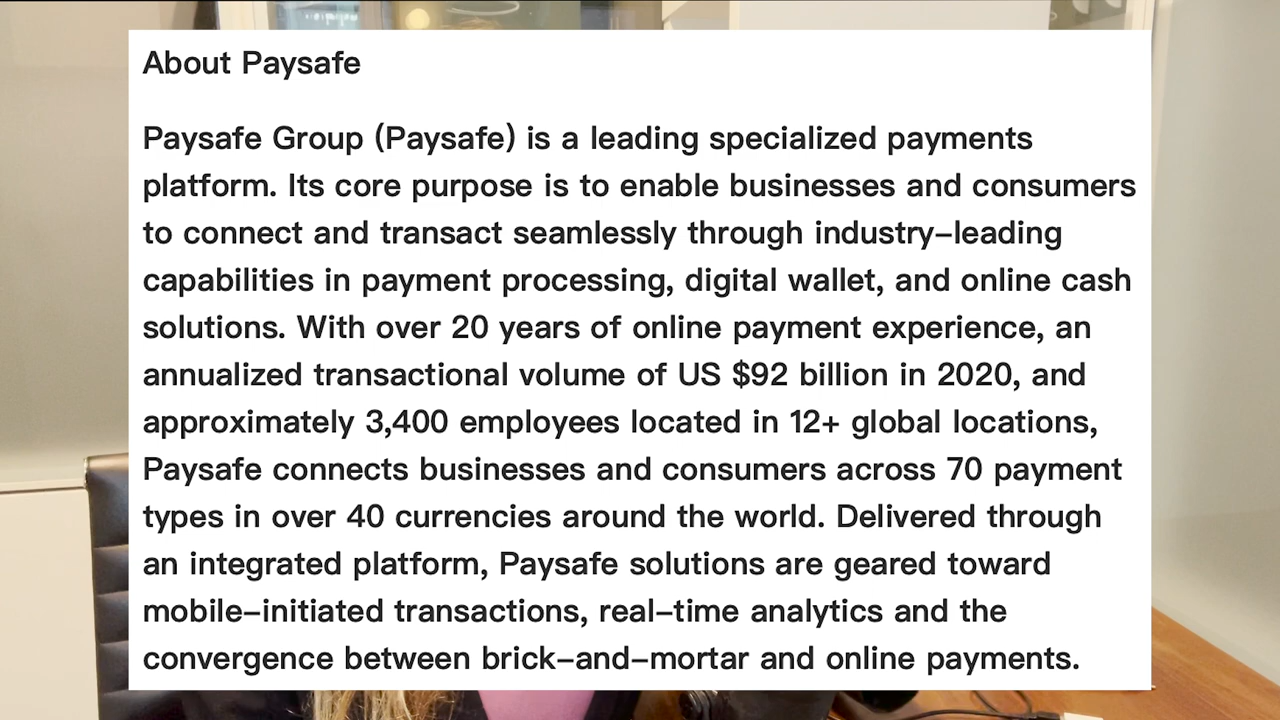 About Paysafe
Paysafe Group (Paysafe) is a leading specialized payments
platform. Its core purpose is to enable businesses and consumers
to connect and transact seamlessly through industry–leading
capabilities in payment processing, digital wallet, and online cash
solutions. With over 20 years of online payment experience, an
annualized transactional volume of US $92 billion in 2020, and
approximately 3,400 employees located in 12+ global locations,
Paysafe connects businesses and consumers across 70 payment
types in over 40 currencies around the world. Delivered through
an integrated platform, Paysafe solutions are geared toward
mobile–initiated transactions, real–time analytics and the
convergence between brick–and–mortar and online payments.